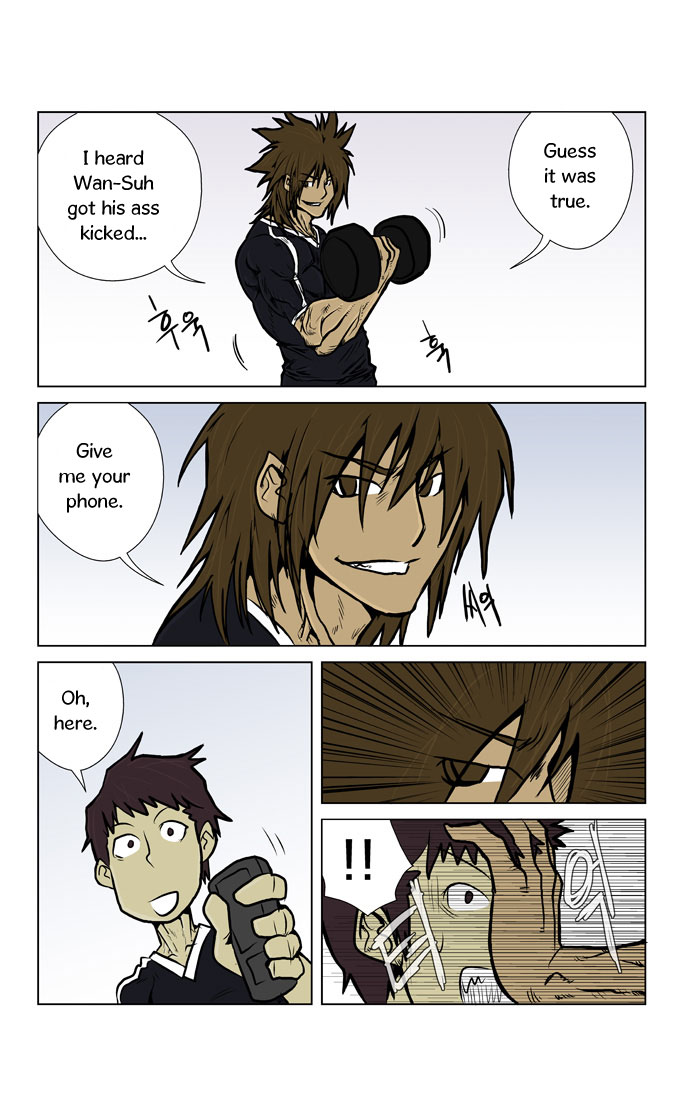 I heard
Wan-Suh
got his ass
kicked...
Guess
it was
true.
후욱
훅
Give
me your
phone.
씨익
Oh,
here.
!!
턱